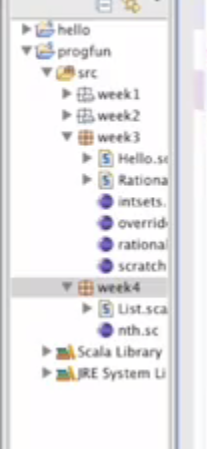 hello
progfun
src
week1
week2
week3
Hello.sc
Rationa
intsets.
overrid
rational
scratch
week4
List.sca
nth.sc
Scala Library
JRE System Li